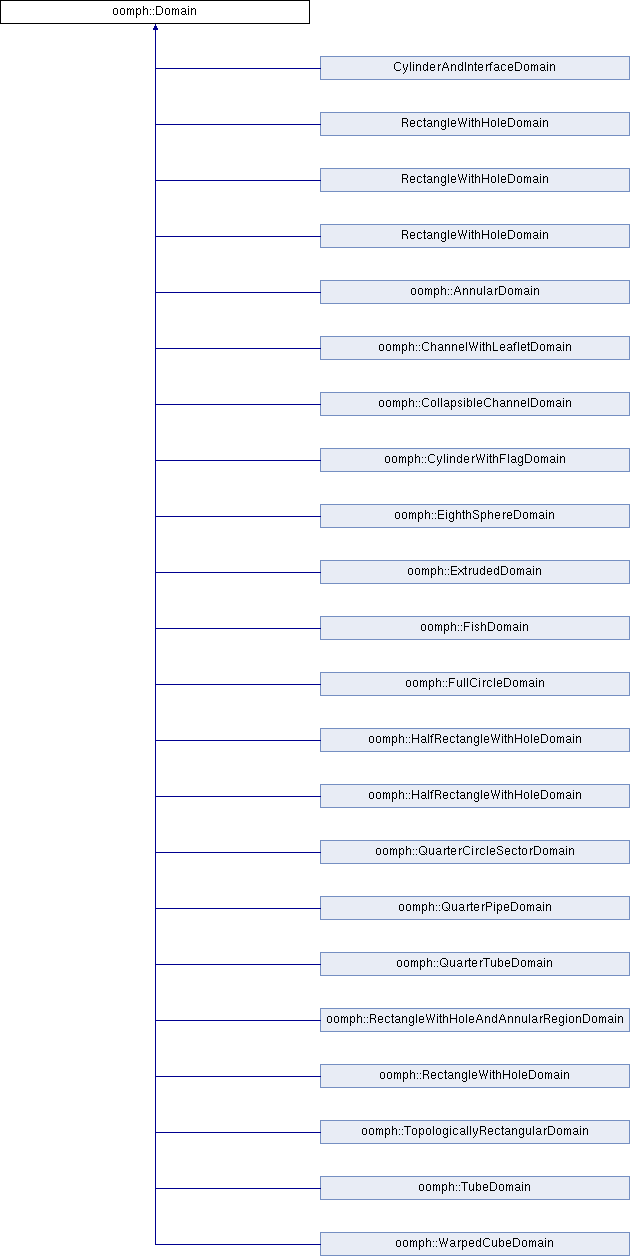 oomph::Domain
CylinderAndInterfaceDomain
RectangleWithHoleDomain
RectangleWithHoleDomain
RectangleWithHoleDomain
oomph::AnnularDomain
oomph::ChannelWithLeafletDomain
oomph::CollapsibleChannelDomain
oomph::CylinderWithFlagDomain
oomph::EighthSphereDomain
oomph::ExtrudedDomain
oomph::FishDomain
oomph::FullCircleDomain
oomph::HalfRectangleWithHoleDomain
oomph::HalfRectangleWithHoleDomain
oomph::QuarterCircleSectorDomain
oomph::QuarterPipeDomain
oomph::QuarterTubeDomain
oomph::RectangleWithHoleAndAnnularRegionDomain
oomph::RectangleWithHoleDomain
oomph::TopologicallyRectangularDomain
oomph::TubeDomain
oomph::WarpedCubeDomain